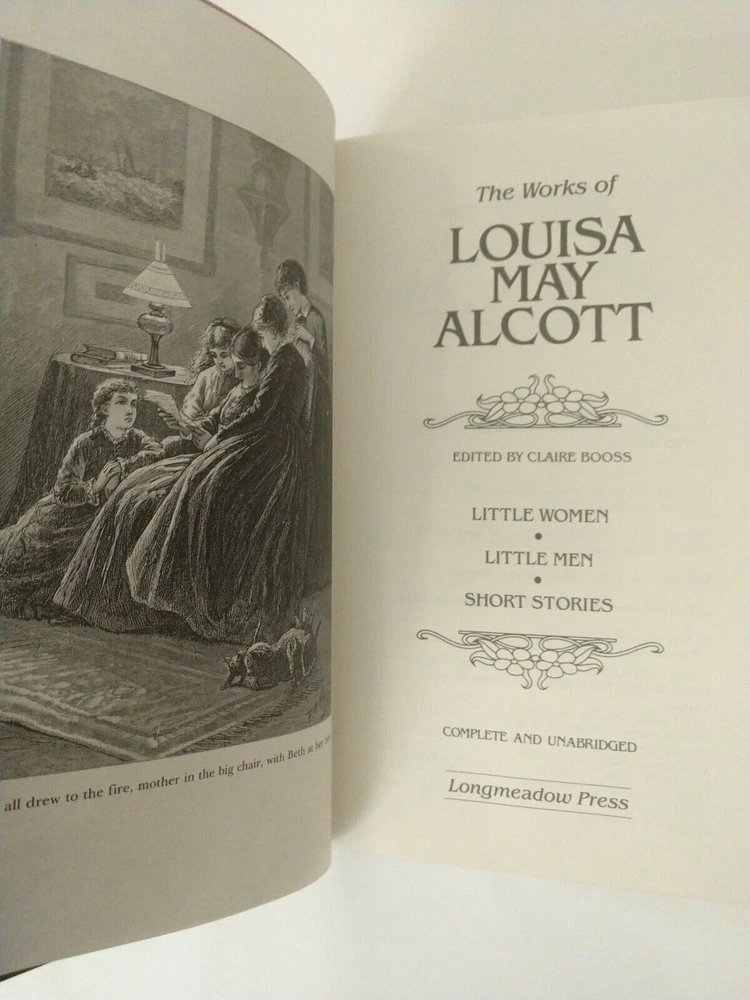 all drew to the fire, mother in the big chair, with Beth at her
The Works of
LOUISA
MAY
ALCOTT
EDITED BY CLAIRE BOOSS
LITTLE WOMEN
•
LITTLE MEN
•
SHORT STORIES
COMPLETE AND UNABRIDGED
Longmeadow Press